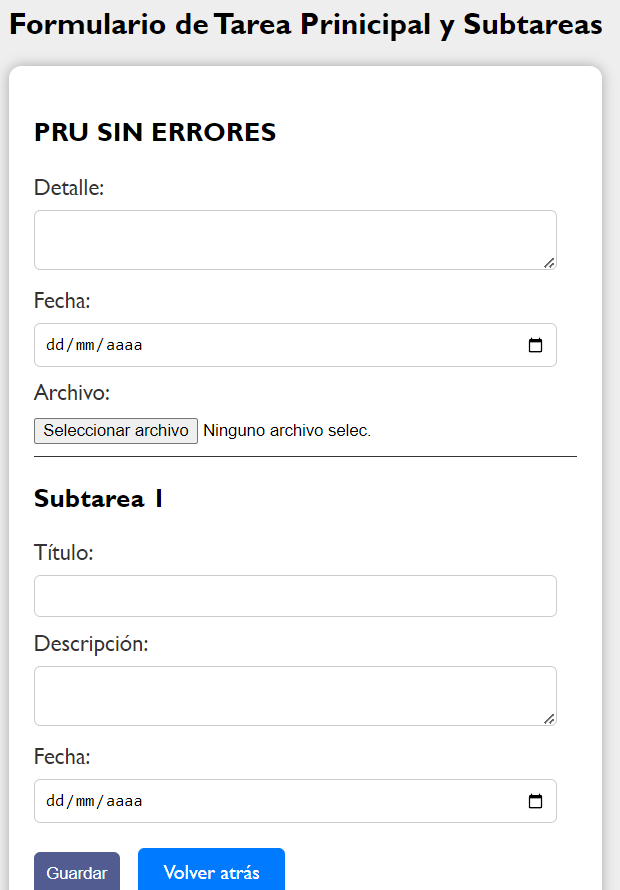 Formulario de Tarea Prinicipal y Subtareas
PRU SIN ERRORES
Detalle:
Fecha:
dd/mm/aaaa
Archivo:
Seleccionar archivo Ninguno archivo selec.
Subtarea 1
Título:
Descripción:
Fecha:
dd/mm/aaaa
Guardar Volver atrás